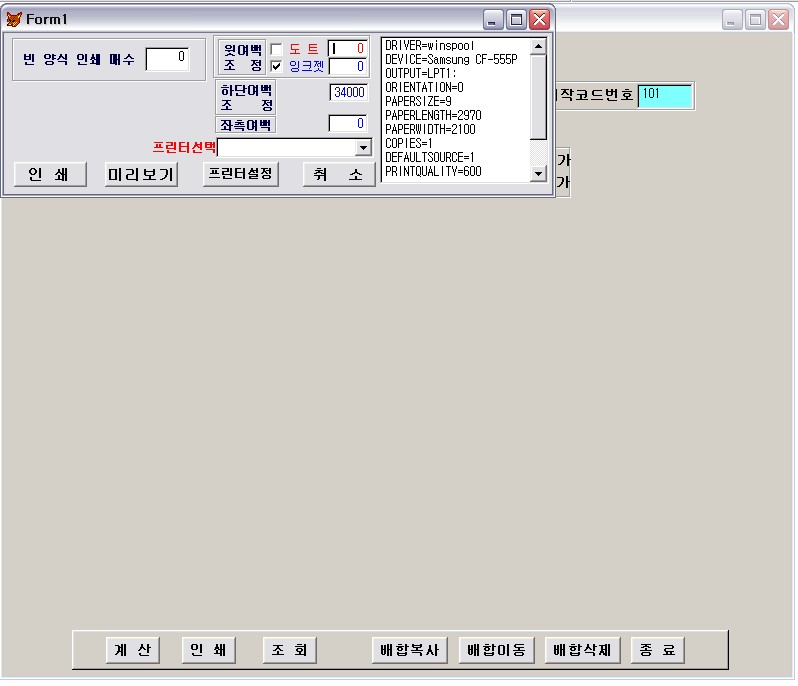 Form1
빈 양식 인쇄 매수 0
윗여백
조 정
도 트 0
잉크젯 0
하단여백
조 정
34000
좌측여백 0
프린터선택
인 쇄 미리보기 프린터설정 취 소
DRIVER=winspool
DEVICE=Samsung CF-555P
OUTPUT=LPT1:
ORIENTATION=0
PAPERSIZE=9
PAPERLENGTH=2970
PAPERWIDTH=2100
COPIES=1
DEFAULTSOURCE=1
PRINTQUALITY=600
작코드번호 101
가
가
계 산 인 쇄 조 회 배합복사 배합이동 배합삭제 종 료